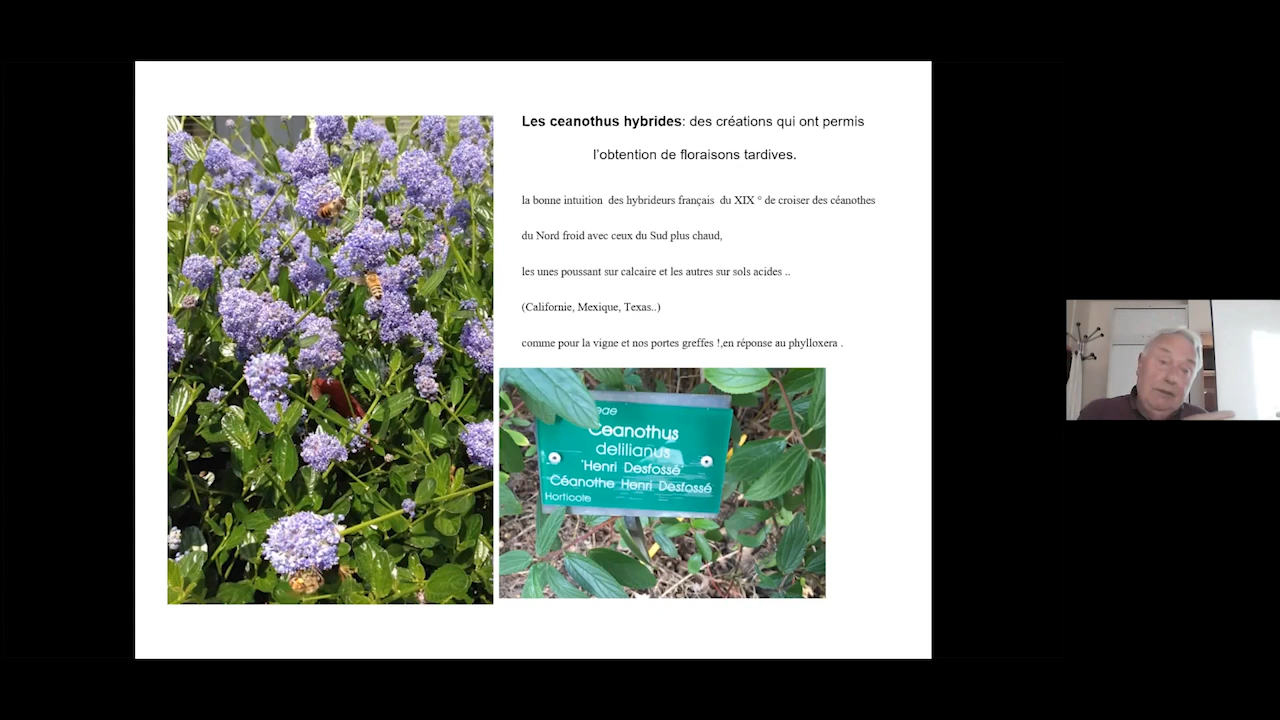 Les ceanothus hybrides: des créations qui ont permis
l'obtention de floraisons tardives.
la bonne intuition des hybrideurs français du XIX ° de croiser des céanothes
du Nord froid avec ceux du Sud plus chaud,
les unes poussant sur calcaire et les autres sur sols acides ..
(Californie, Mexique, Texas..)
comme pour la vigne et nos portes greffes !,en réponse au phylloxera .
eae
Ceanothus
delilianus
'Henri Desfossé'
Céanothe Henri Desfossé
Horticole